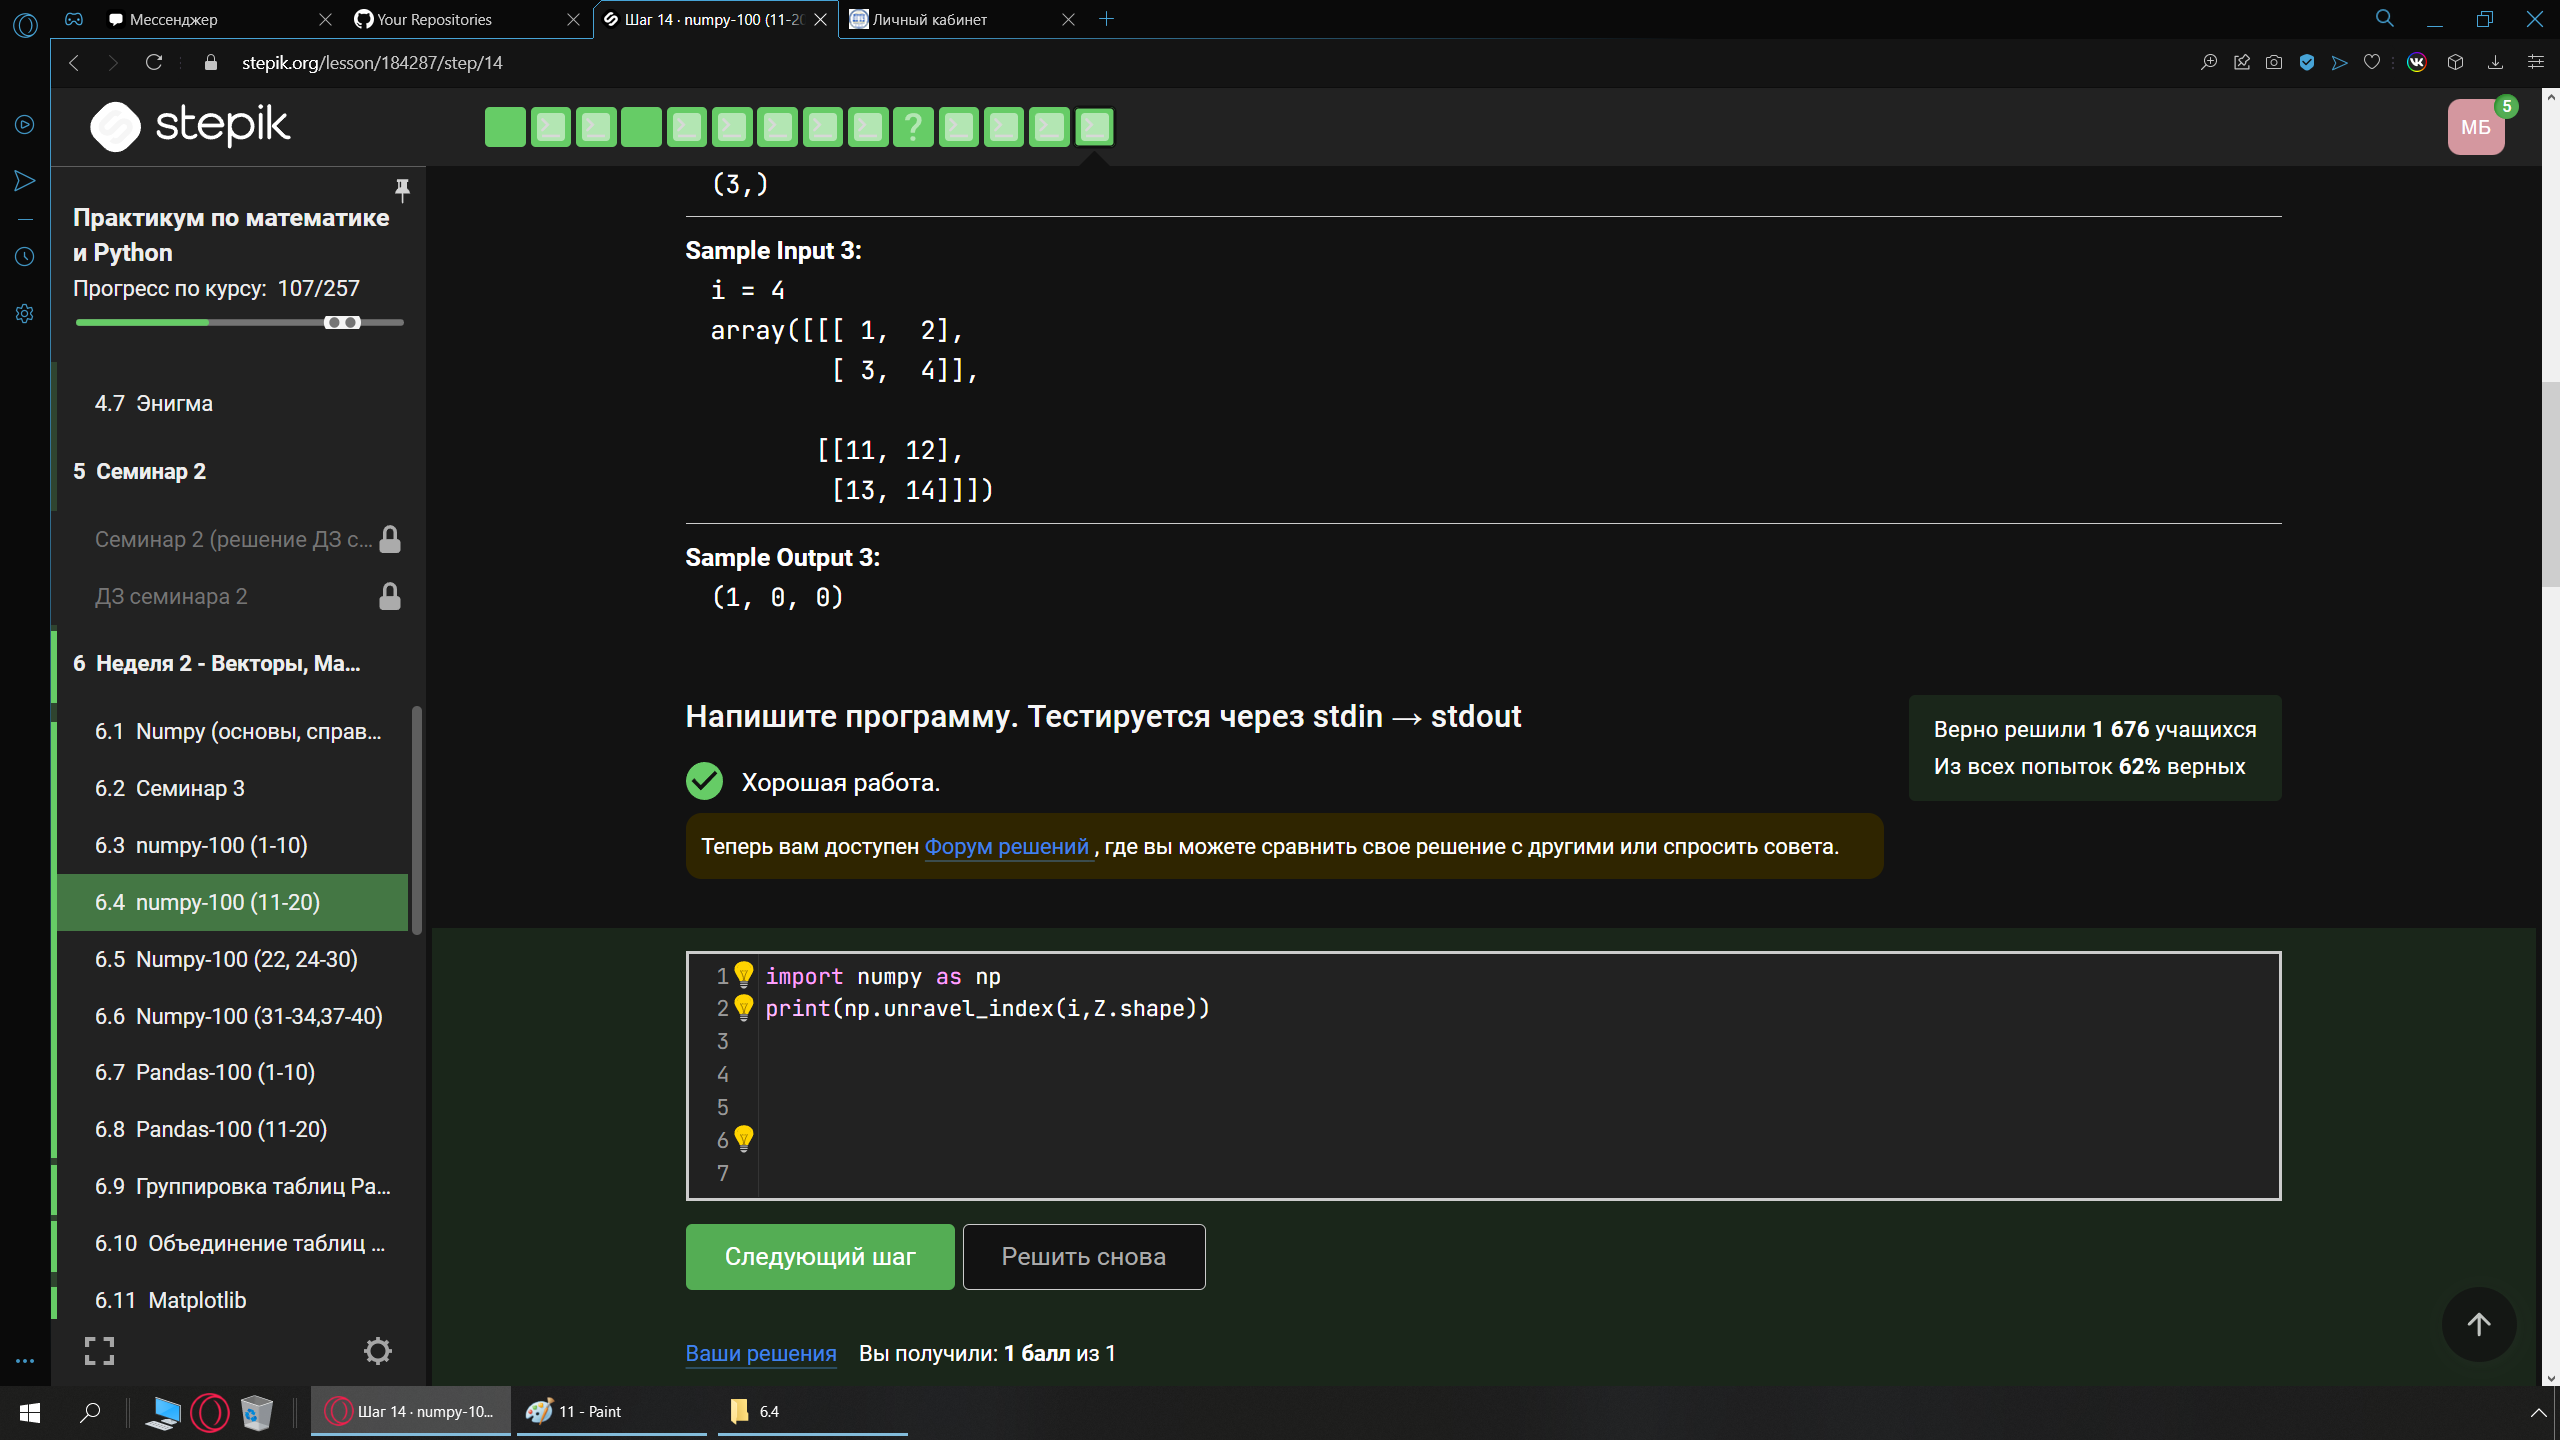 Мессенджер
Your Repositories
Шаг 14 · numpy-100 (11-20
Личный кабинет
stepik.org/lesson/184287/step/14
stepik
?
МБ
5
Практикум по математике
и Python
Прогресс по курсу: 107/257
4.7 Энигма
5 Семинар 2
Семинар 2 (решение ДЗ с...
ДЗ семинара 2
6 Неделя 2 - Векторы, Ма...
6.1 Numpy (основы, справ...
6.2 Семинар 3
6.3 numpy-100 (1-10)
6.4 numpy-100 (11-20)
6.5 Numpy-100 (22, 24-30)
6.6 Numpy-100 (31-34,37-40)
6.7 Pandas-100 (1-10)
6.8 Pandas-100 (11-20)
6.9 Группировка таблиц Pa...
6.10 Объединение таблиц ...
6.11 Matplotlib
(3,)
Sample Input 3:
i = 4
array([[[ 1,  2],
        [ 3,  4]],
       [[11, 12],
        [13, 14]]])
Sample Output 3:
(1, 0, 0)
Напишите программу. Тестируется через stdin → stdout
Верно решили 1 676 учащихся
Из всех попыток 62% верных
Хорошая работа.
Теперь вам доступен Форум решений , где вы можете сравнить свое решение с другими или спросить совета.
1 import numpy as np
2 print(np.unravel_index(i,Z.shape))
3
4
5
6
7
Следующий шаг
Решить снова
Ваши решения Вы получили: 1 балл из 1
Шаг 14 · numpy-10...
11 - Paint
6.4